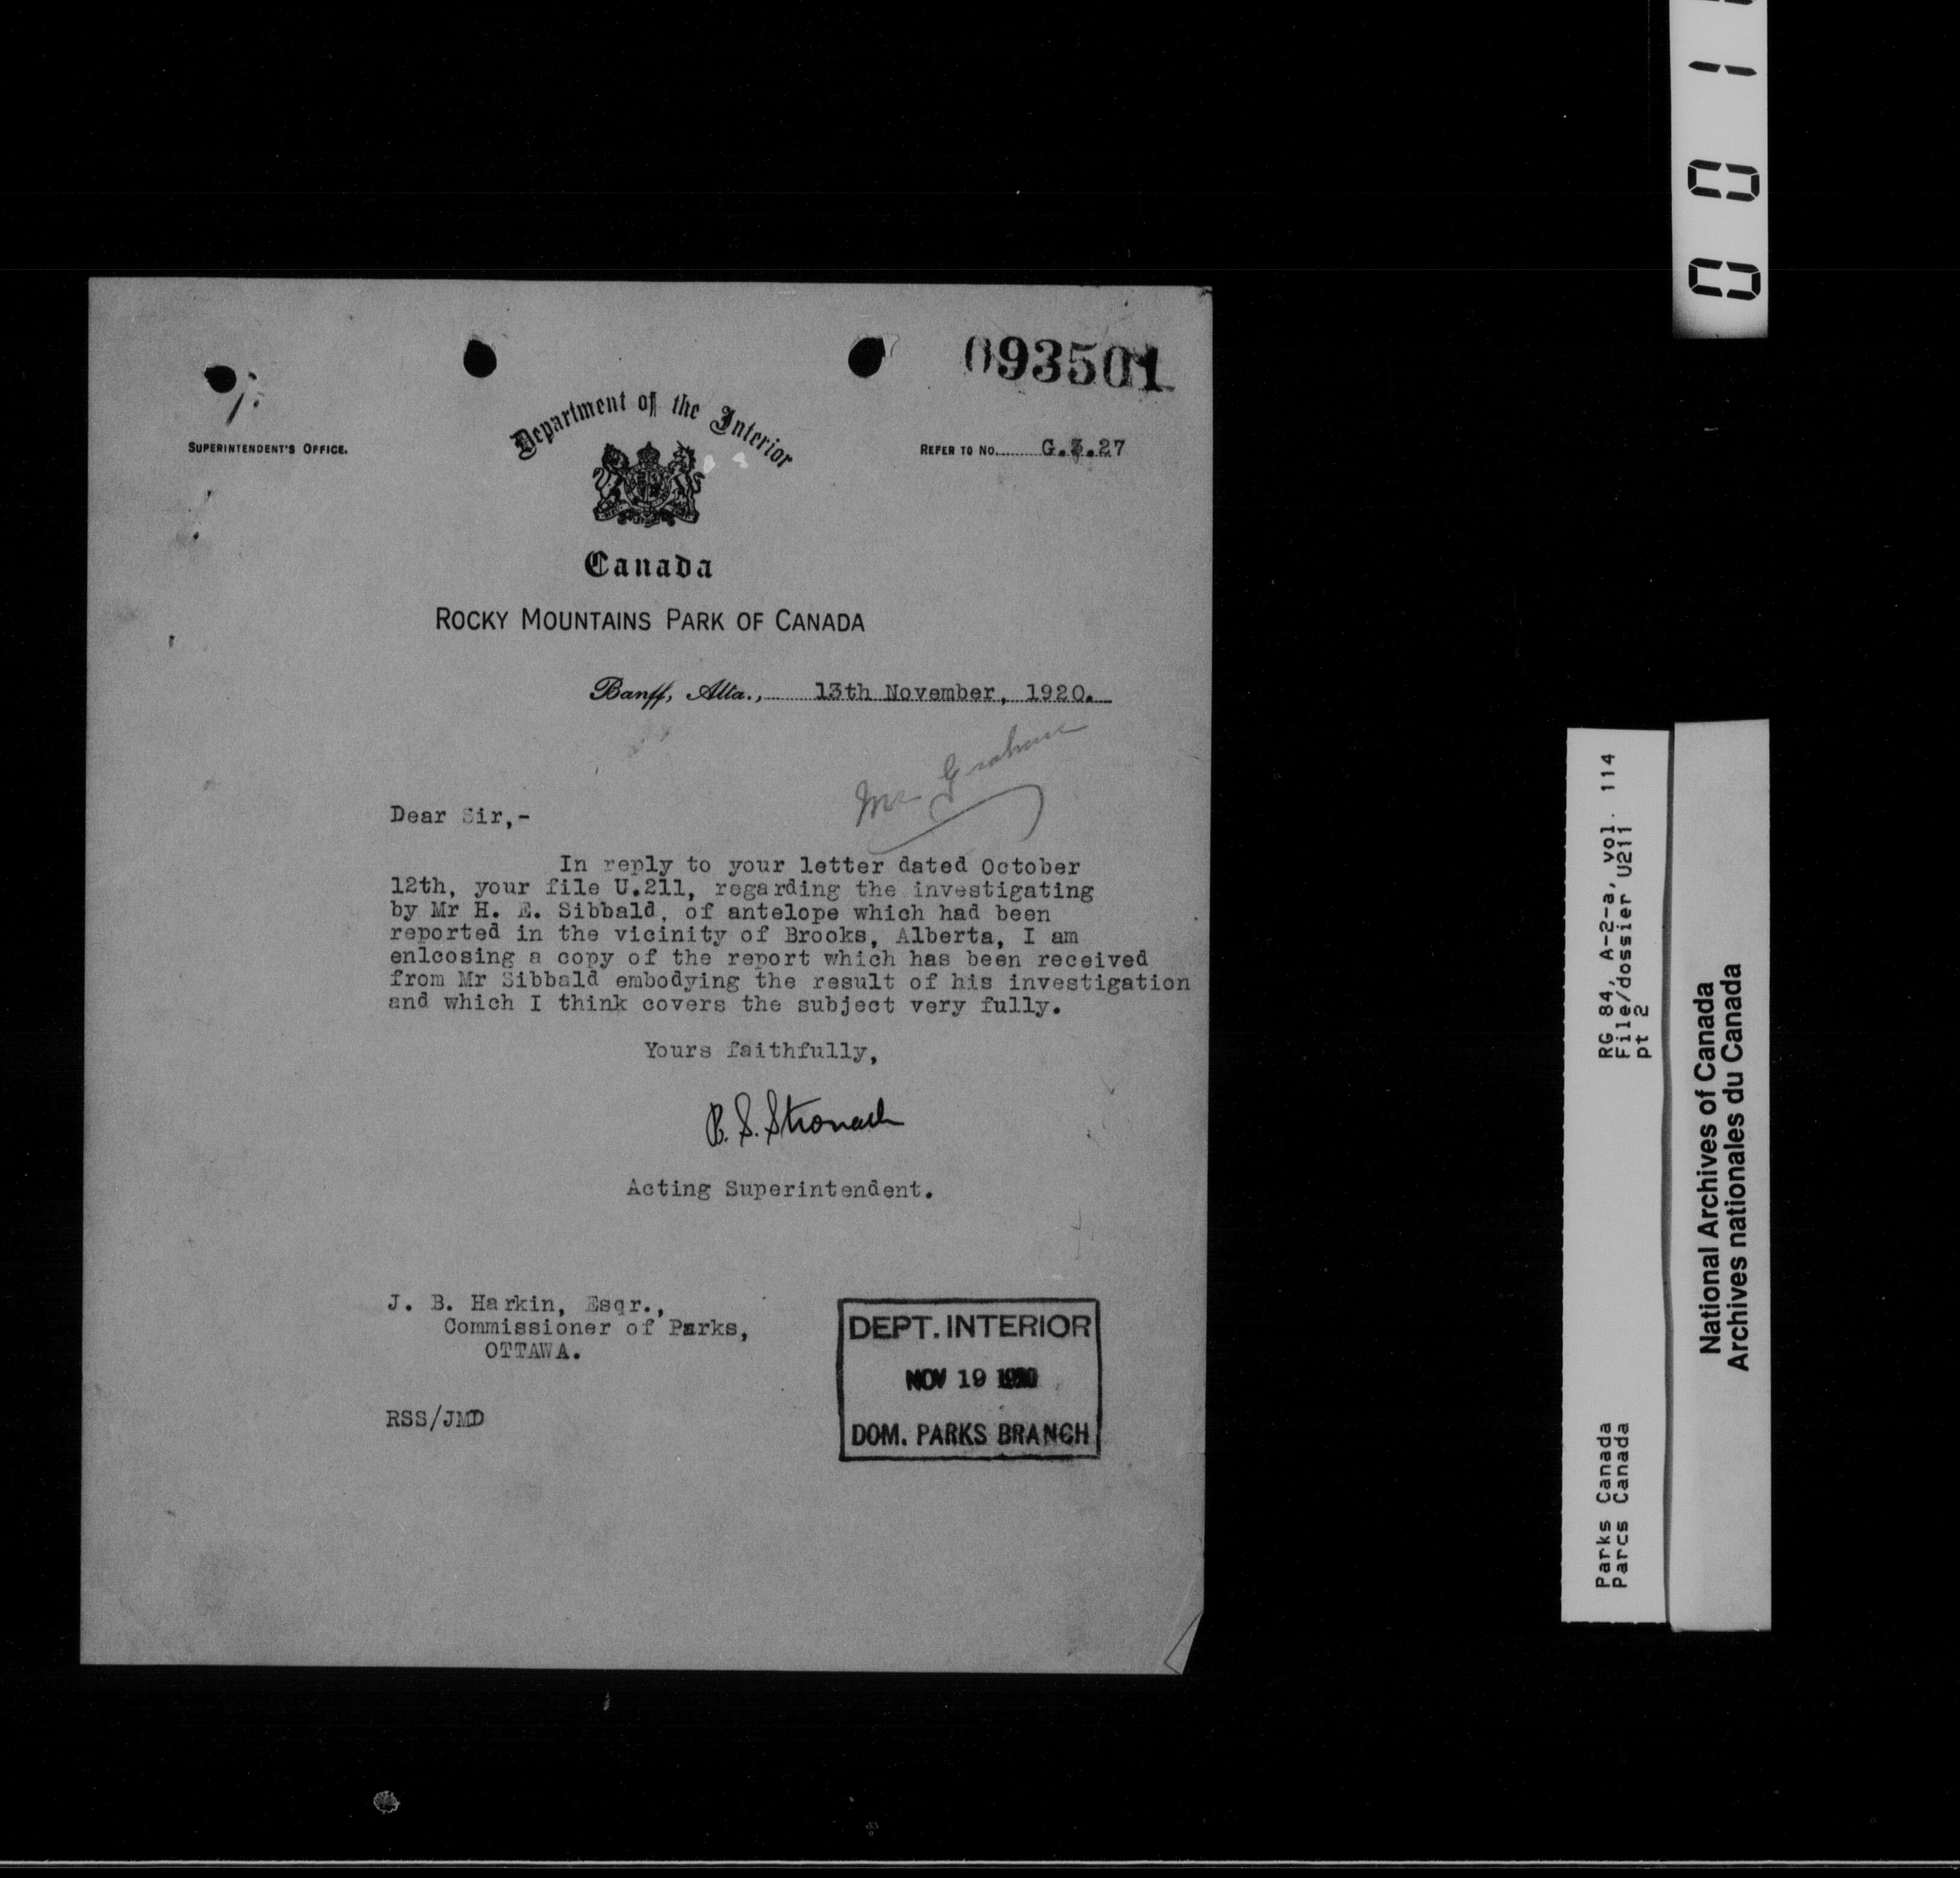 093501
SUPERINTENDENT'S OFFICE.
Department of the Interior
REFER TO NO. G.3.27
Canada
ROCKY MOUNTAINS PARK OF CANADA
Banff, Alta., 13th November, 1920.
Mr Graham
Dear Sir,-
In reply to your letter dated October
12th, your file U.211, regarding the investigating
by Mr H. E. Sibbald, of antelope which had been
reported in the vicinity of Brooks, Alberta, I am
enlcosing a copy of the report which has been received
from Mr Sibbald embodying the result of his investigation
and which I think covers the subject very fully.
Yours faithfully,
R. S. Stronach
Acting Superintendent.
J. B. Harkin, Esqr.,
Commissioner of Parks,
OTTAWA.
RSS/JMD
DEPT. INTERIOR
NOV 19 1920
DOM. PARKS BRANCH
0 0 1
RG 84, A-2-a, vol. 114
File/dossier U211
pt 2
Parks Canada
Parcs Canada
National Archives of Canada
Archives nationales du Canada